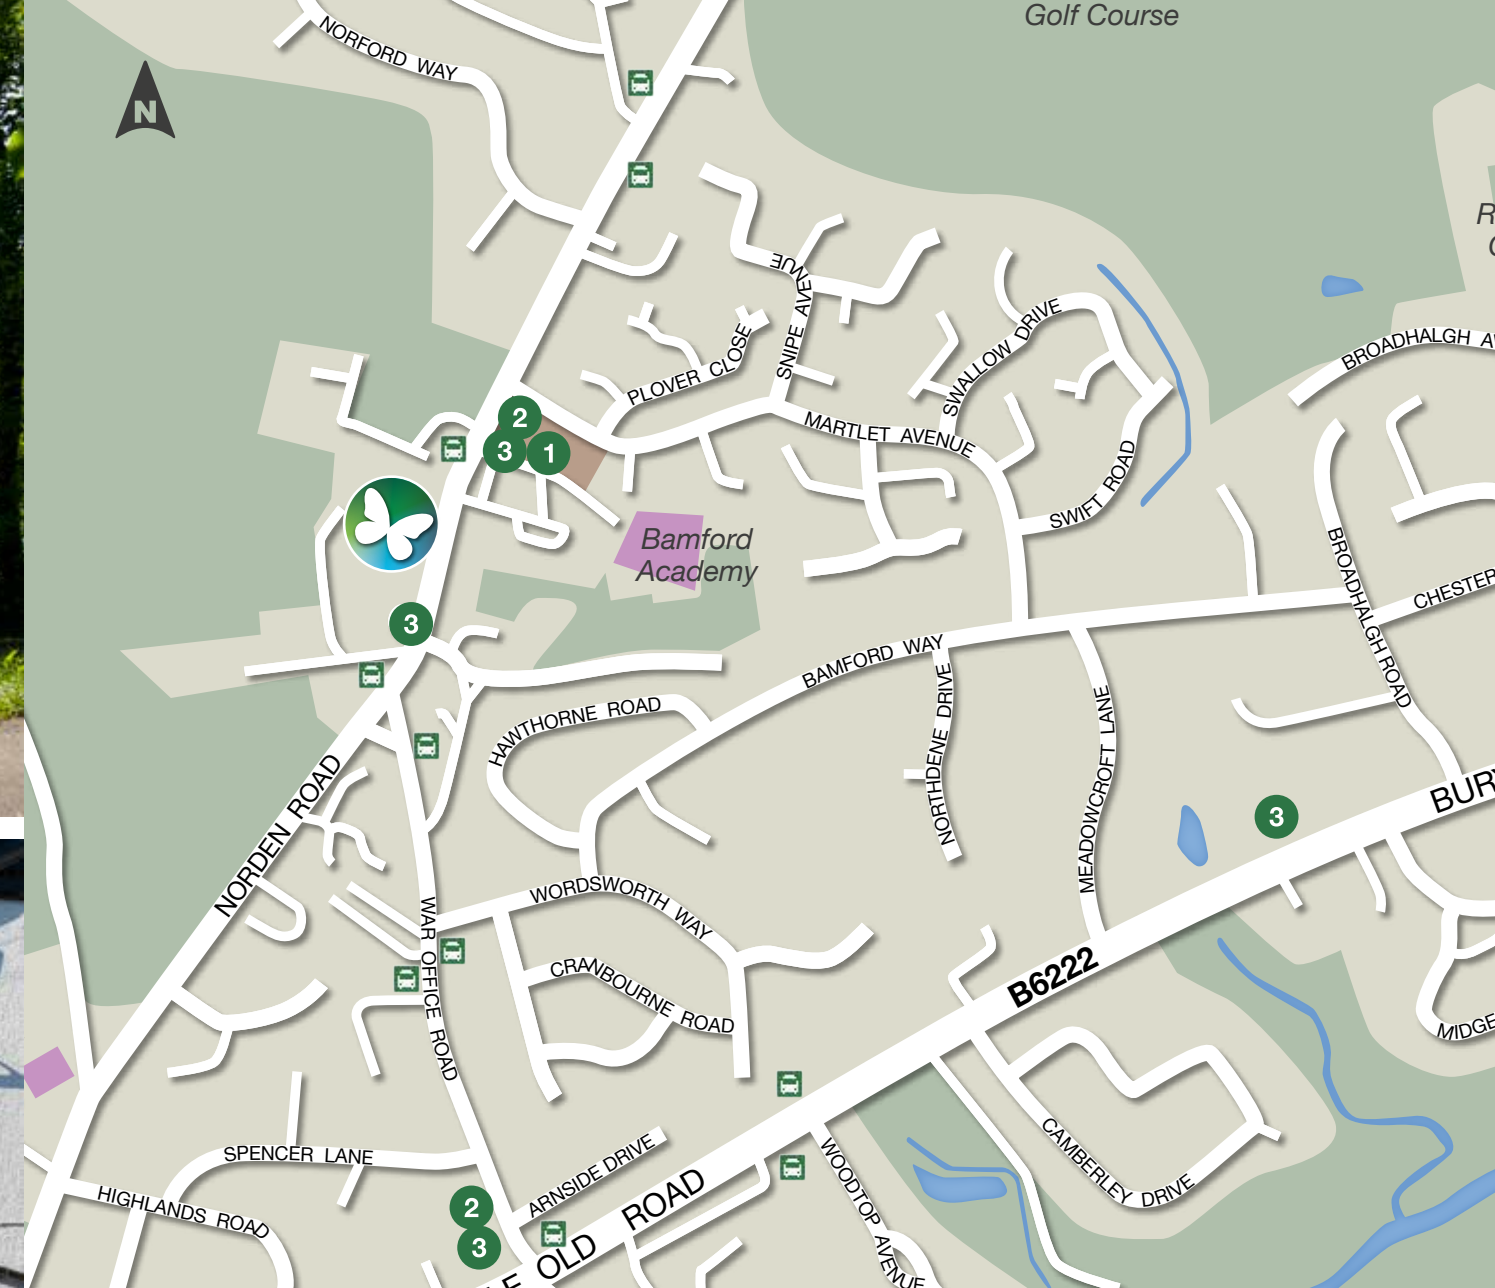 Golf Course
NORFORD WAY
N
SNIPE AVENUE
PLOVER CLOSE
SWALLOW DRIVE
BROADHALGH
2
3
1
MARTLET AVENUE
SWIFT ROAD
Bamford
Academy
3
BROADHALGH ROAD
CHESTER
BAMFORD WAY
NORTHDENE DRIVE
MEADOWCROFT LANE
HAWTHORNE ROAD
NORDEN ROAD
3
BURY
WORDSWORTH WAY
WAR OFFICE ROAD
CRANBOURNE ROAD
B6222
MIDGE
SPENCER LANE
HIGHLANDS ROAD
ARNSIDE DRIVE
CAMBERLEY DRIVE
WOODTOP AVENUE
2
3
OLD ROAD